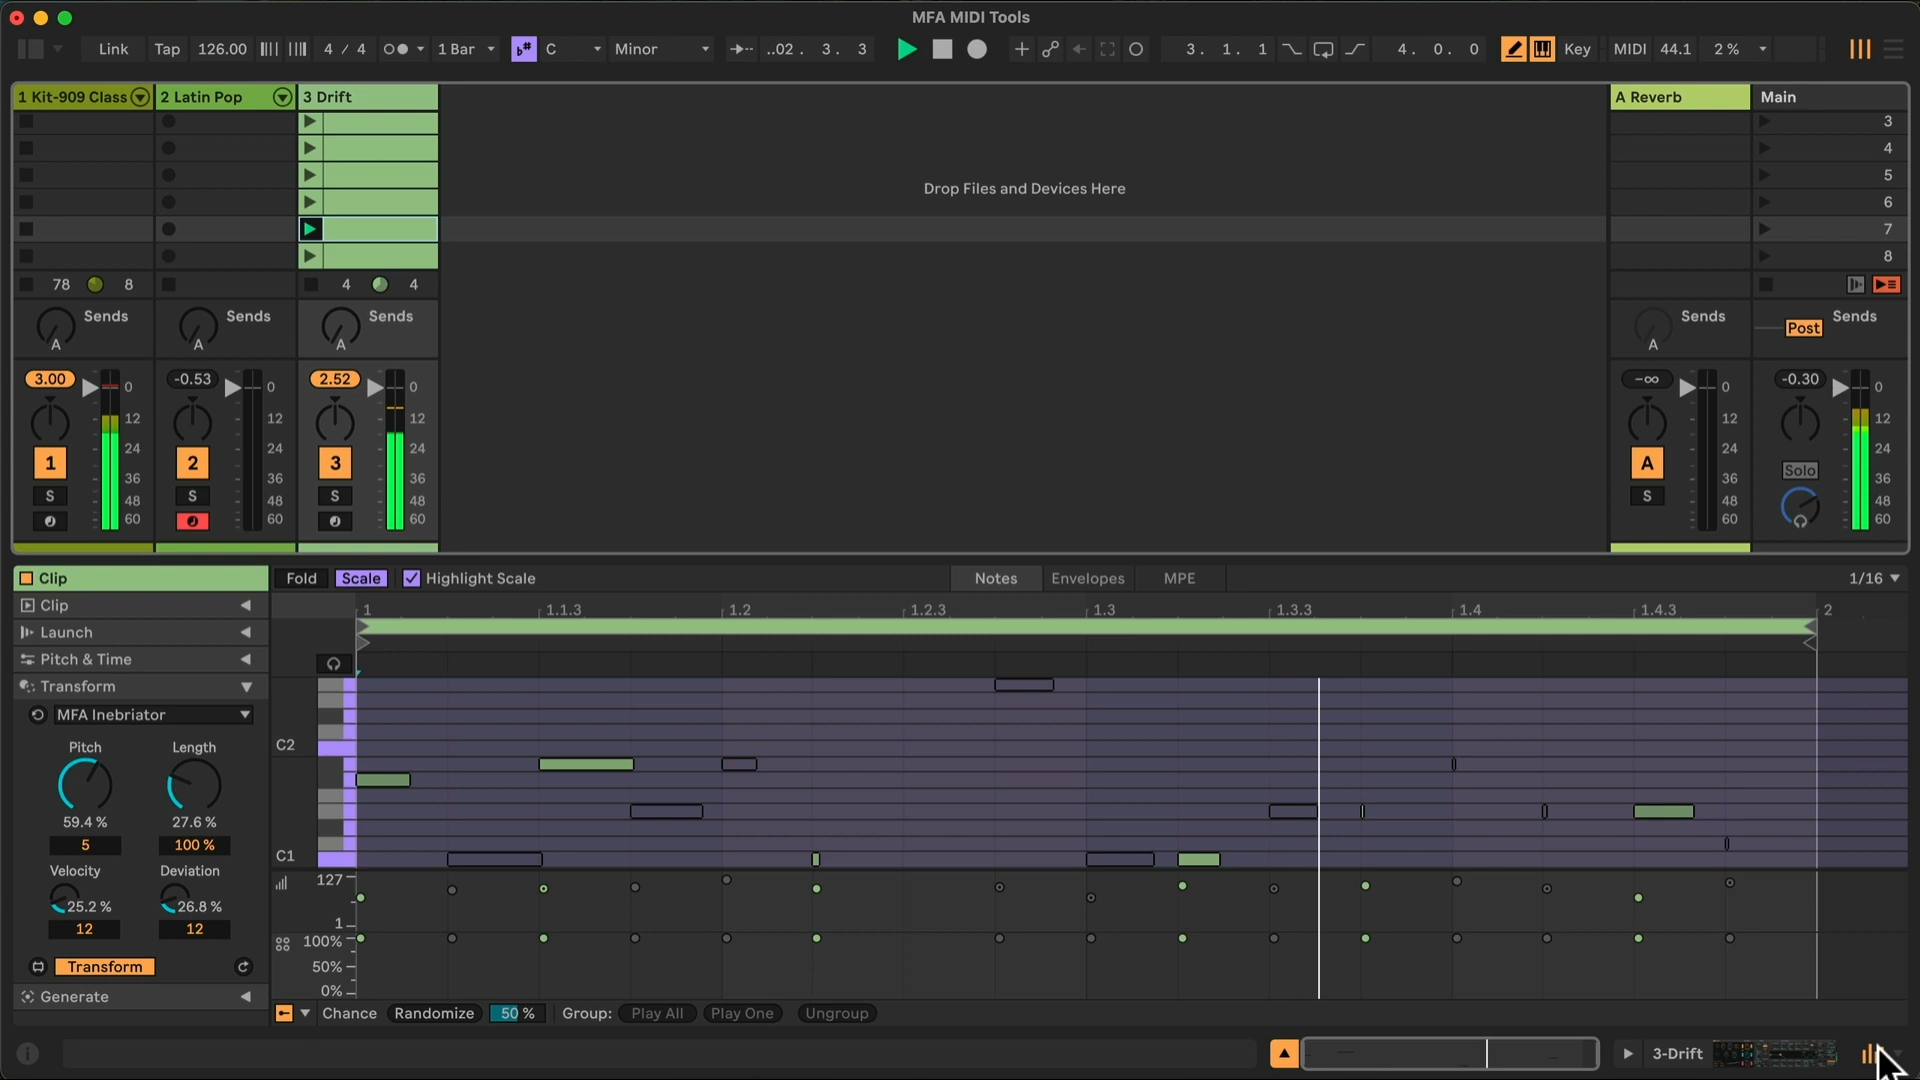 MFA MIDI Tools
Link Tap 126.00 4 / 4 1 Bar C Minor ..02. 3. 3 3. 1. 1 4. 0. 0 Key MIDI 44.1 2 %
1 Kit-909 Class 2 Latin Pop 3 Drift A Reverb Main
3
4
Drop Files and Devices Here
5
6
7
8
78 8 4 4
Sends Sends Sends Sends Sends
A A A A Post
3.00 -0.53 2.52 -∞ -0.30
0 0 0 0 0
12 12 12 12 12
24 24 24 24 24
1 2 3 A Solo
36 36 36 36 36
S S S S
48 48 48 48 48
60 60 60 60 60
Clip Fold Scale Highlight Scale Notes Envelopes MPE 1/16
Clip 1 1.1.3 1.2 1.2.3 1.3 1.3.3 1.4 1.4.3 2
Launch
Pitch & Time
Transform
MFA Inebriator
Pitch Length C2
59.4 % 27.6 %
5 100 % C1
Velocity Deviation 127
25.2 % 26.8 %
12 12 1
100%
Transform 50%
Generate 0%
Chance Randomize 50 % Group: Play All Play One Ungroup
3-Drift